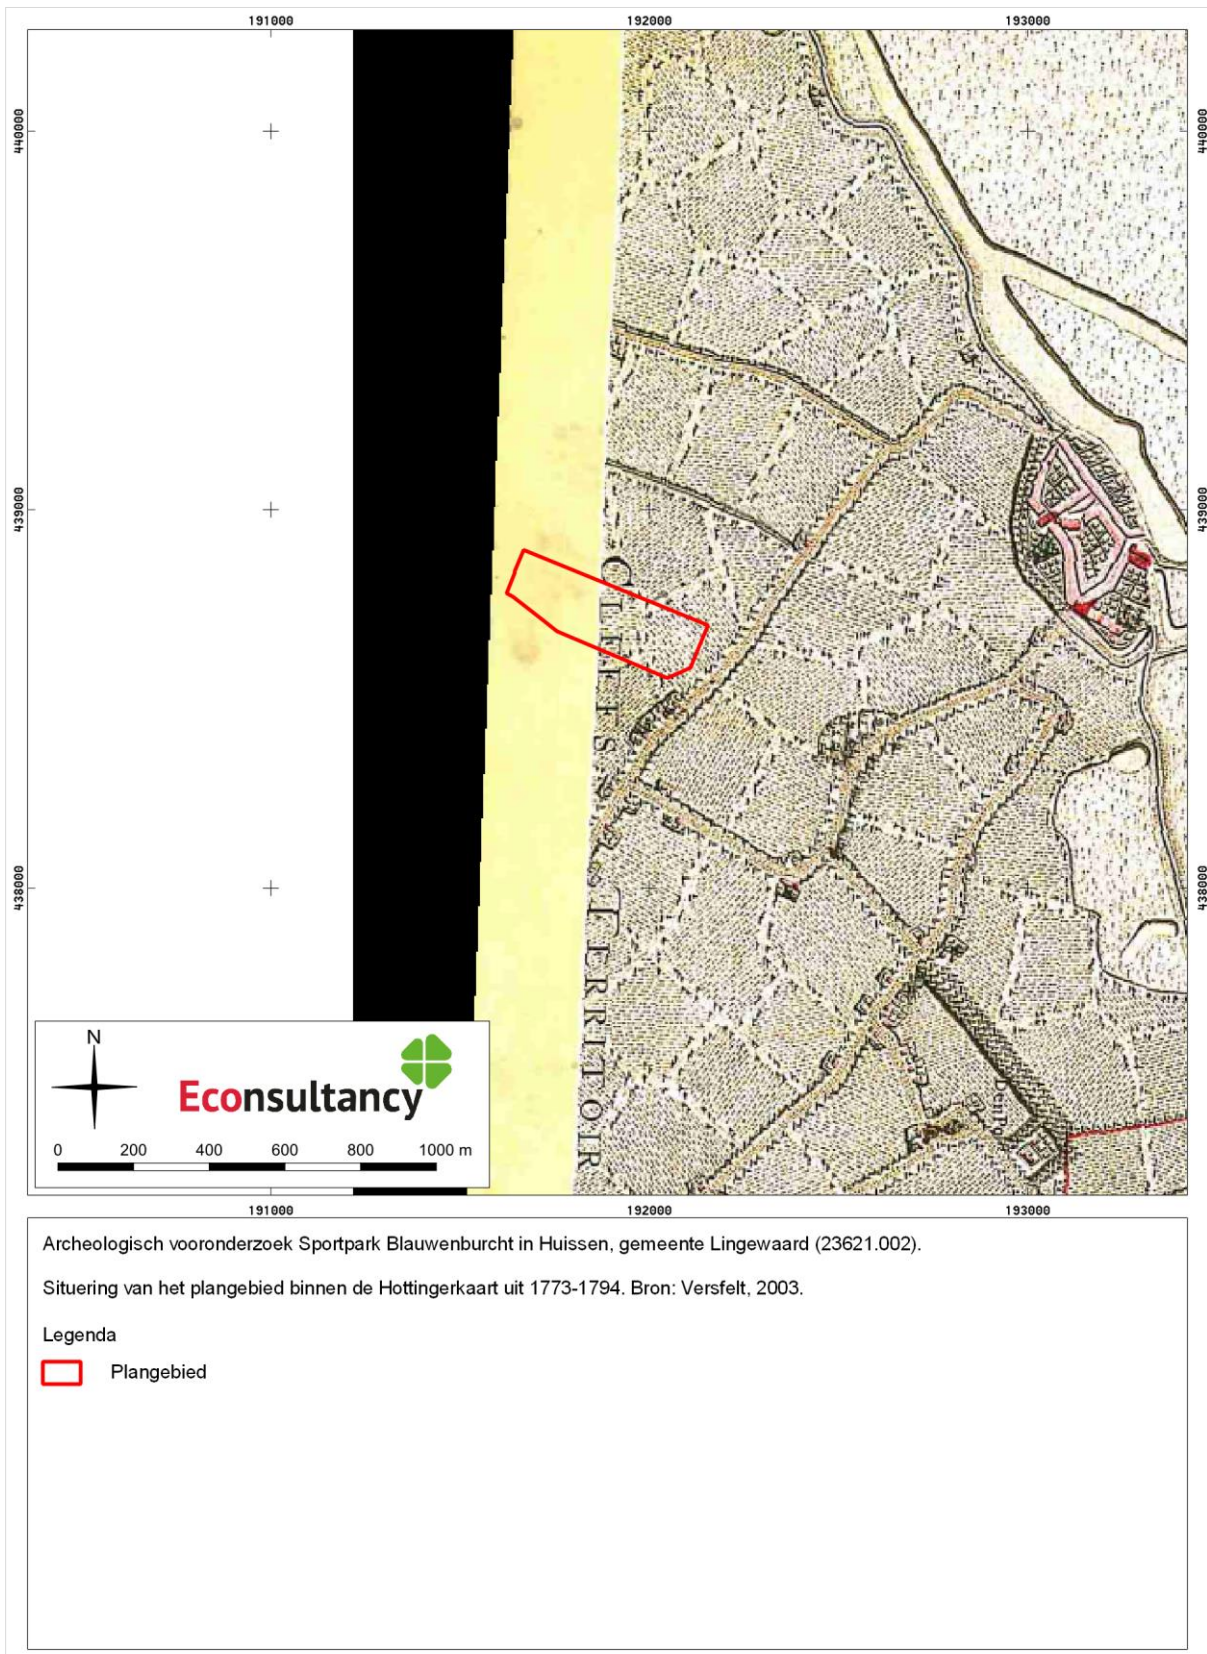 191000 192000 193000
440000 440000
439000 439000
CLEEFS
438000 438000
TERRITOIR
N
Econsultancy
0 200 400 600 800 1000 m
191000 192000 193000
Archeologisch vooronderzoek Sportpark Blauwenburcht in Huissen, gemeente Lingewaard (23621.002).
Situering van het plangebied binnen de Hottingerkaart uit 1773-1794. Bron: Versfelt, 2003.
Legenda
Plangebied